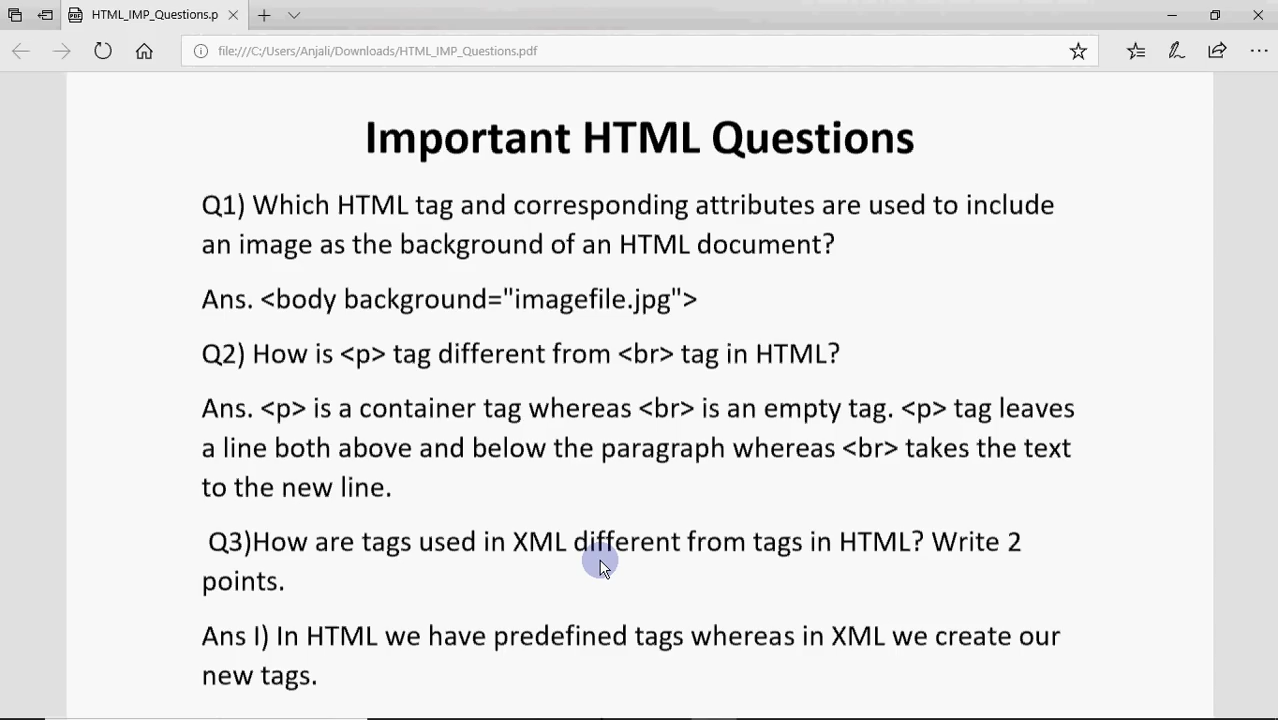 HTML_IMP_Questions.p
file:///C:/Users/Anjali/Downloads/HTML_IMP_Questions.pdf
Important HTML Questions
Q1) Which HTML tag and corresponding attributes are used to include
an image as the background of an HTML document?
Ans. <body background="imagefile.jpg">
Q2) How is <p> tag different from <br> tag in HTML?
Ans. <p> is a container tag whereas <br> is an empty tag. <p> tag leaves
a line both above and below the paragraph whereas <br> takes the text
to the new line.
Q3)How are tags used in XML different from tags in HTML? Write 2
points.
Ans I) In HTML we have predefined tags whereas in XML we create our
new tags.